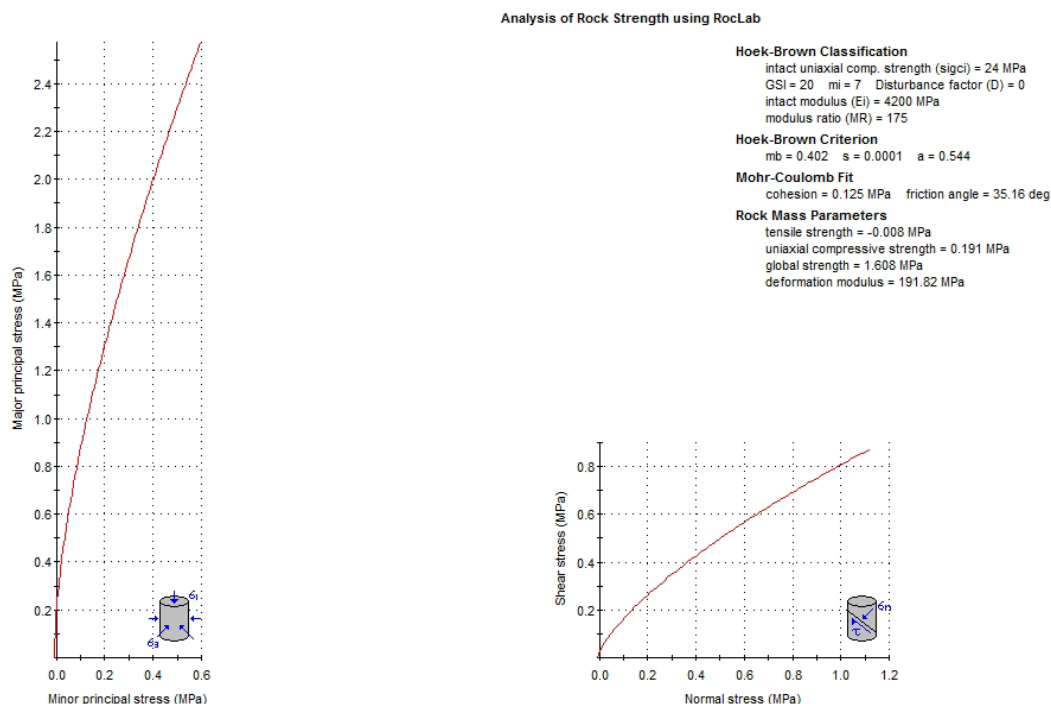 Analysis of Rock Strength using RocLab
Hoek-Brown Classification
intact uniaxial comp. strength (sigci) = 24 MPa
GSI = 20 mi = 7 Disturbance factor (D) = 0
intact modulus (Ei) = 4200 MPa
modulus ratio (MR) = 175
Hoek-Brown Criterion
mb = 0.402 s = 0.0001 a = 0.544
Mohr-Coulomb Fit
cohesion = 0.125 MPa friction angle = 35.16 deg
Rock Mass Parameters
tensile strength = -0.008 MPa
uniaxial compressive strength = 0.191 MPa
global strength = 1.608 MPa
deformation modulus = 191.82 MPa
Major principal stress (MPa)
2.4
2.2
2.0
1.8
1.6
1.4
1.2
1.0
0.8
0.6
0.4
0.2
0.0 0.2 0.4 0.6
Minor principal stress (MPa)
σ1
σ3
Shear stress (MPa)
0.8
0.6
0.4
0.2
0.0 0.2 0.4 0.6 0.8 1.0 1.2
Normal stress (MPa)
σn
τ